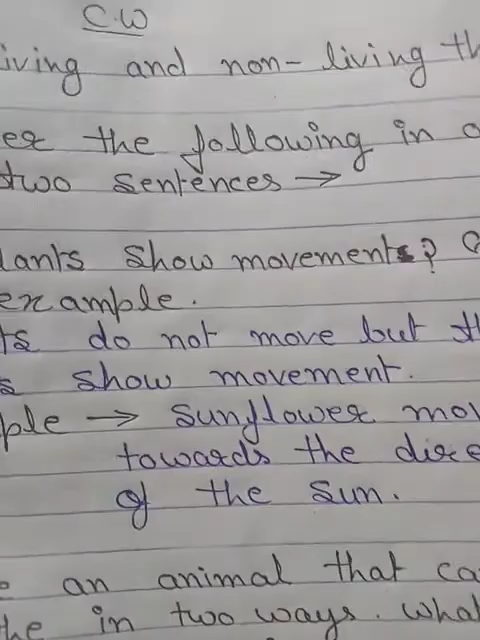 C.W
iving and non-living th
er the following in o
two sentences →
lants show movements? G
example.
ts do not move but th
s show movement.
ple → Sunflower mov
towards the dire
of the sun.
e an animal that ca
the in two ways. What